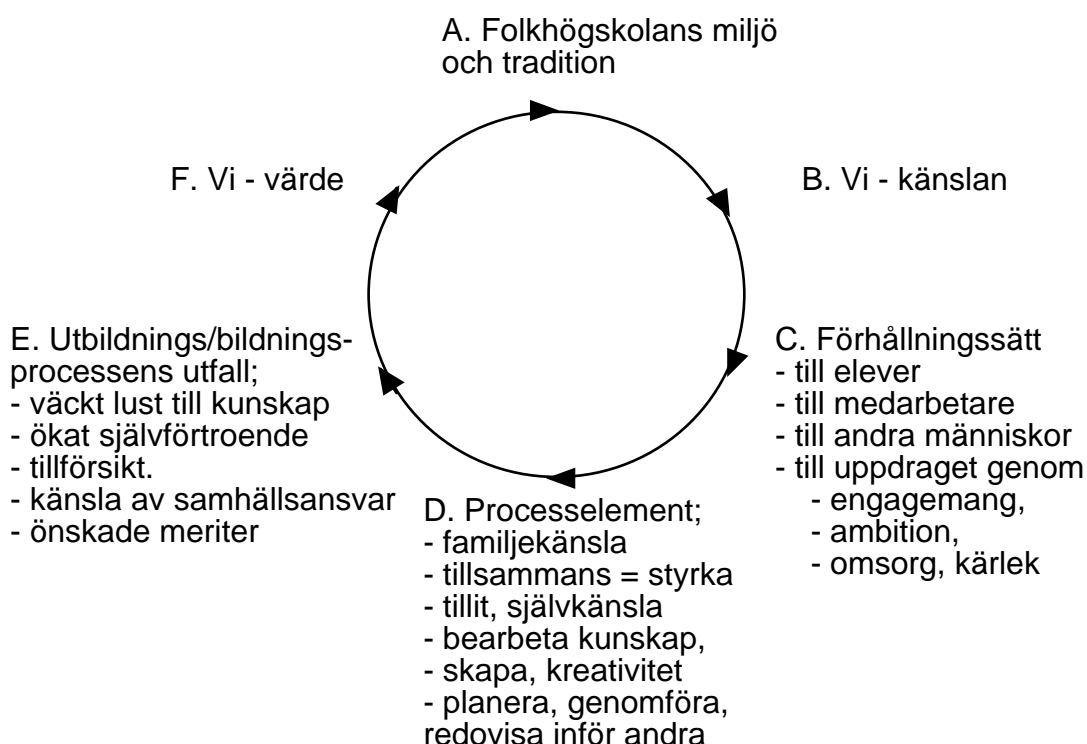 A. Folkhögskolans miljö
och tradition
B. Vi - känslan
C. Förhållningssätt
- till elever
- till medarbetare
- till andra människor
- till uppdraget genom
- engagemang,
- ambition,
- omsorg, kärlek
D. Processelement;
- familjekänsla
- tillsammans = styrka
- tillit, självkänsla
- bearbeta kunskap,
- skapa, kreativitet
- planera, genomföra,
redovisa inför andra
E. Utbildnings/bildnings-
processens utfall;
- väckt lust till kunskap
- ökat självförtroende
- tillförsikt.
- känsla av samhällsansvar
- önskade meriter
F. Vi - värde